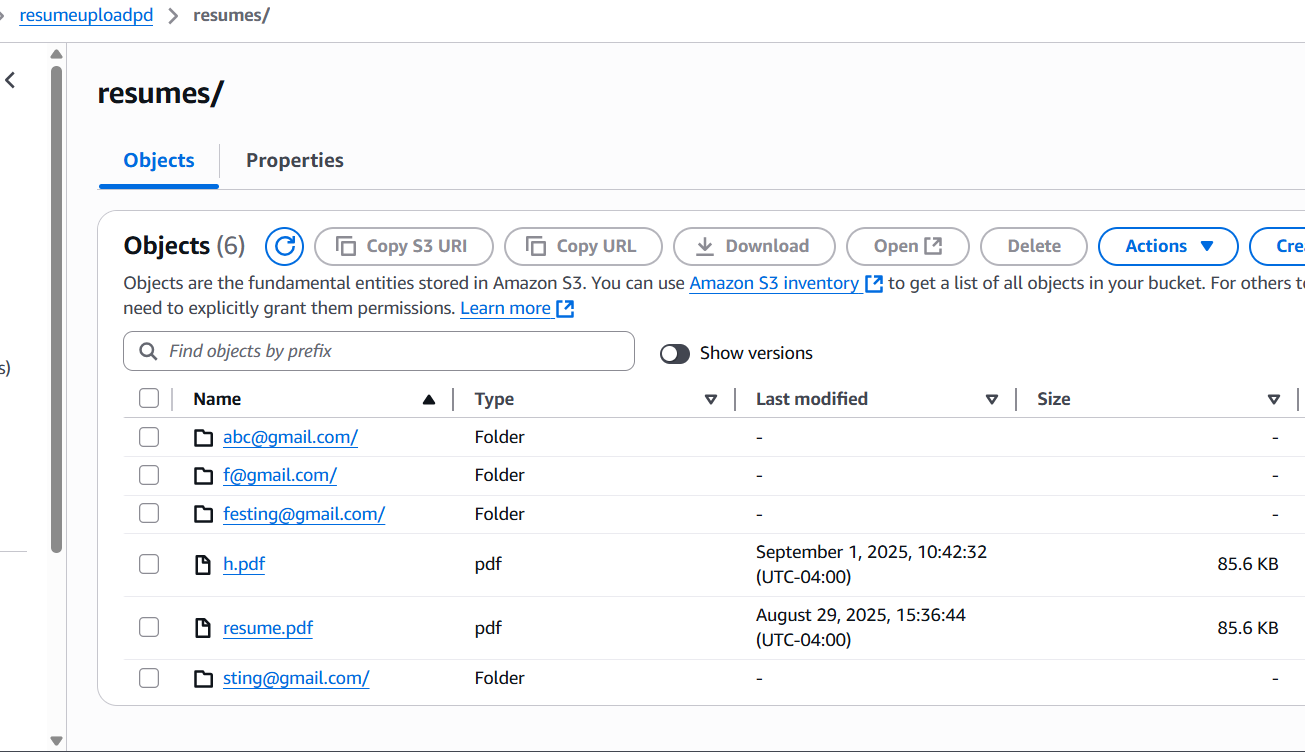 resumeuploadpd > resumes/
resumes/
Objects Properties
Objects (6) Copy S3 URI Copy URL Download Open Delete Actions
Objects are the fundamental entities stored in Amazon S3. You can use Amazon S3 inventory to get a list of all objects in your bucket. For others
need to explicitly grant them permissions. Learn more
Find objects by prefix Show versions
s)
Name Type Last modified Size
abc@gmail.com/ Folder - -
f@gmail.com/ Folder - -
festing@gmail.com/ Folder - -
h.pdf pdf September 1, 2025, 10:42:32 (UTC-04:00) 85.6 KB
resume.pdf pdf August 29, 2025, 15:36:44 (UTC-04:00) 85.6 KB
sting@gmail.com/ Folder - -